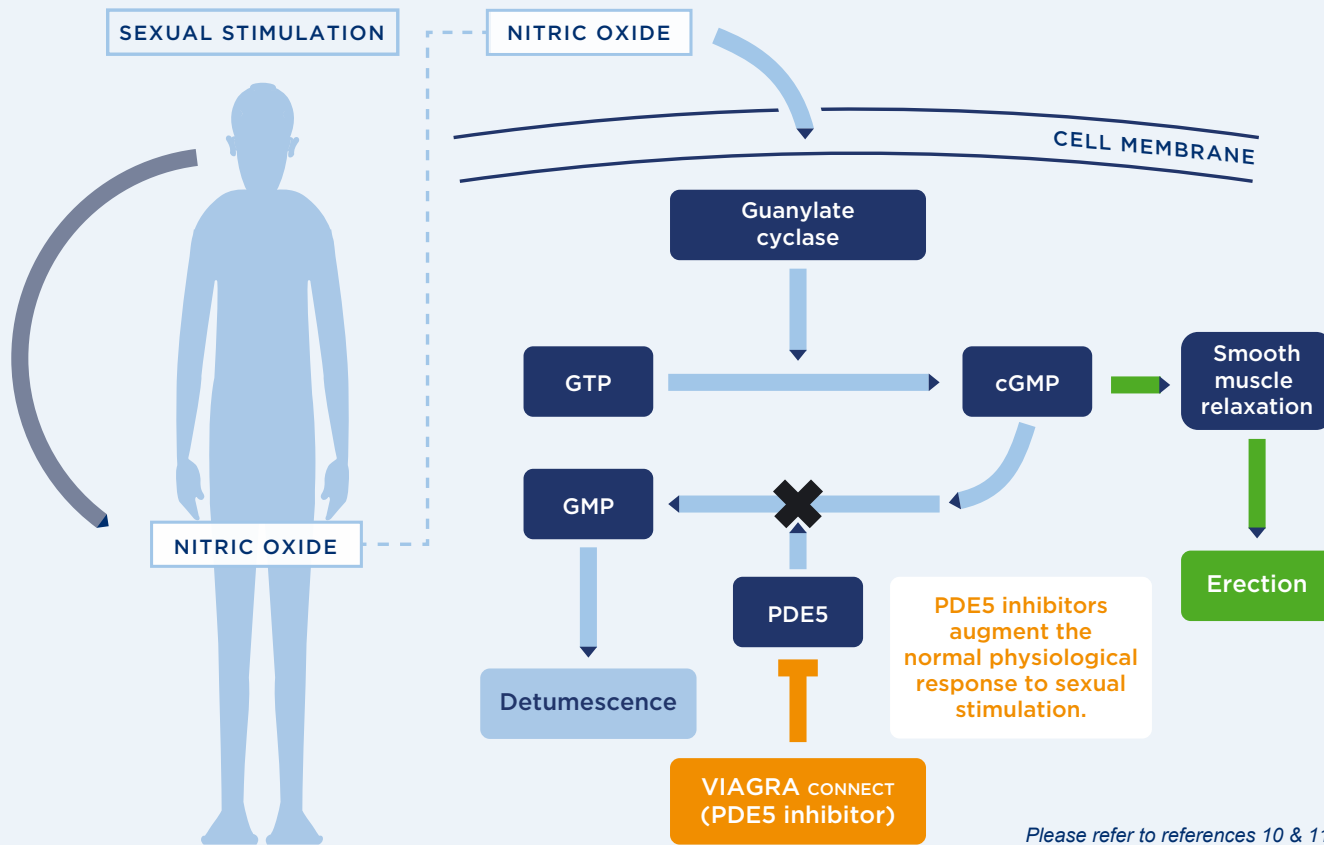 SEXUAL STIMULATION
NITRIC OXIDE
CELL MEMBRANE
Guanylate
cyclase
GTP
cGMP
Smooth
muscle
relaxation
GMP
NITRIC OXIDE
PDE5
Erection
PDE5 inhibitors
augment the
normal physiological
response to sexual
stimulation.
Detumescence
VIAGRA CONNECT
(PDE5 inhibitor)
Please refer to references 10 & 11